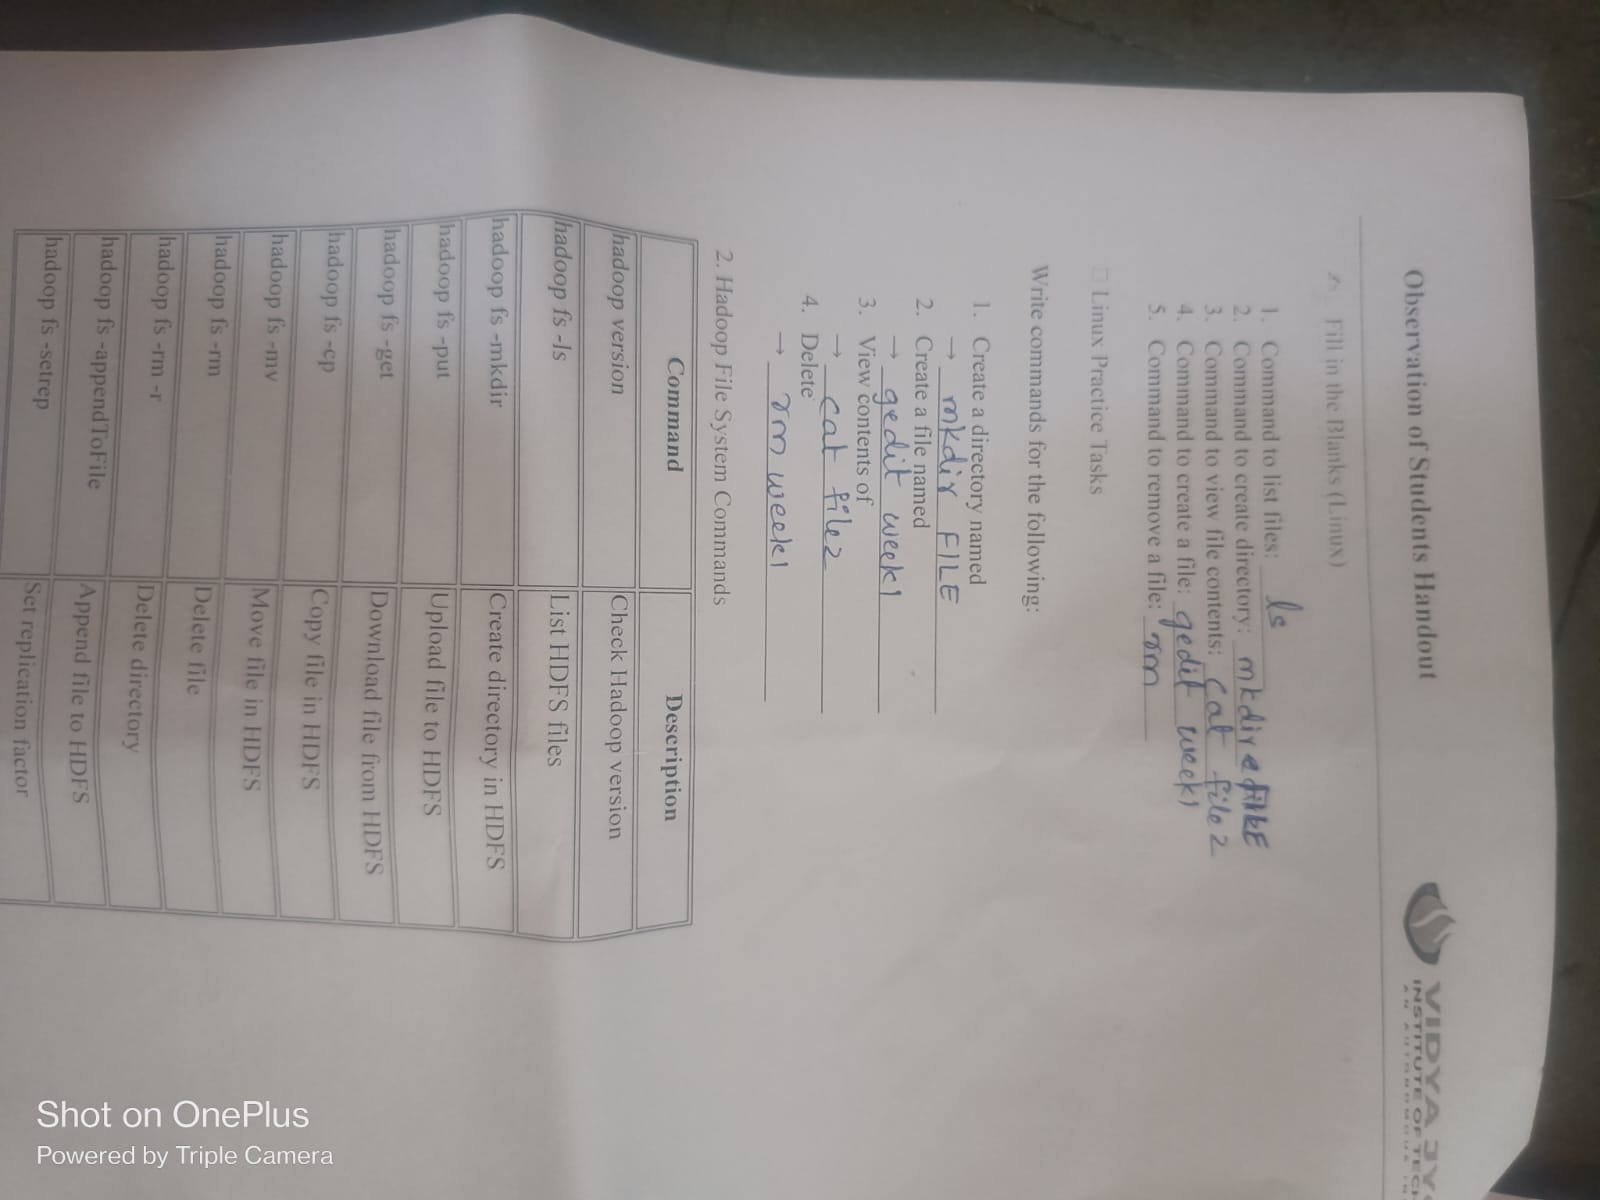 Observation of Students Handout
VIDYA JY
INSTITUTE OF TECH
Fill in the Blanks (Linux)
1. Command to list files: ls
2. Command to create directory: mkdir
3. Command to view file contents: cat file2
4. Command to create a file: gedit week1
5. Command to remove a file: rm
Linux Practice Tasks
Write commands for the following:
1. Create a directory named
→ mkdir FILE
2. Create a file named
→ gedit week1
3. View contents of
→ cat file2
4. Delete
→ rm week1
2. Hadoop File System Commands
Command Description
hadoop version Check Hadoop version
hadoop fs -ls List HDFS files
hadoop fs -mkdir Create directory in HDFS
hadoop fs -put Upload file to HDFS
hadoop fs -get Download file from HDFS
hadoop fs -cp Copy file in HDFS
hadoop fs -mv Move file in HDFS
hadoop fs -rm Delete file
hadoop fs -rm -r Delete directory
hadoop fs -appendToFile Append file to HDFS
hadoop fs -setrep Set replication factor
Shot on OnePlus
Powered by Triple Camera